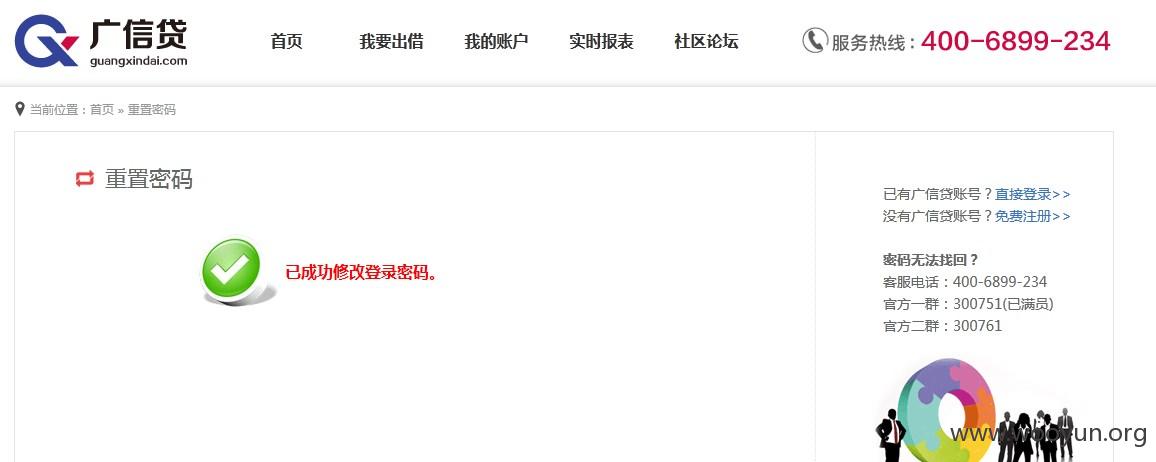 广信贷
guangxindai.com
首页 我要出借 我的账户 实时报表 社区论坛
服务热线：400-6899-234
当前位置：首页 » 重置密码
重置密码
已成功修改登录密码。
已有广信贷账号？直接登录>>
没有广信贷账号？免费注册>>
密码无法找回？
客服电话：400-6899-234
官方一群：300751(已满员)
官方二群：300761
www.wooyun.org